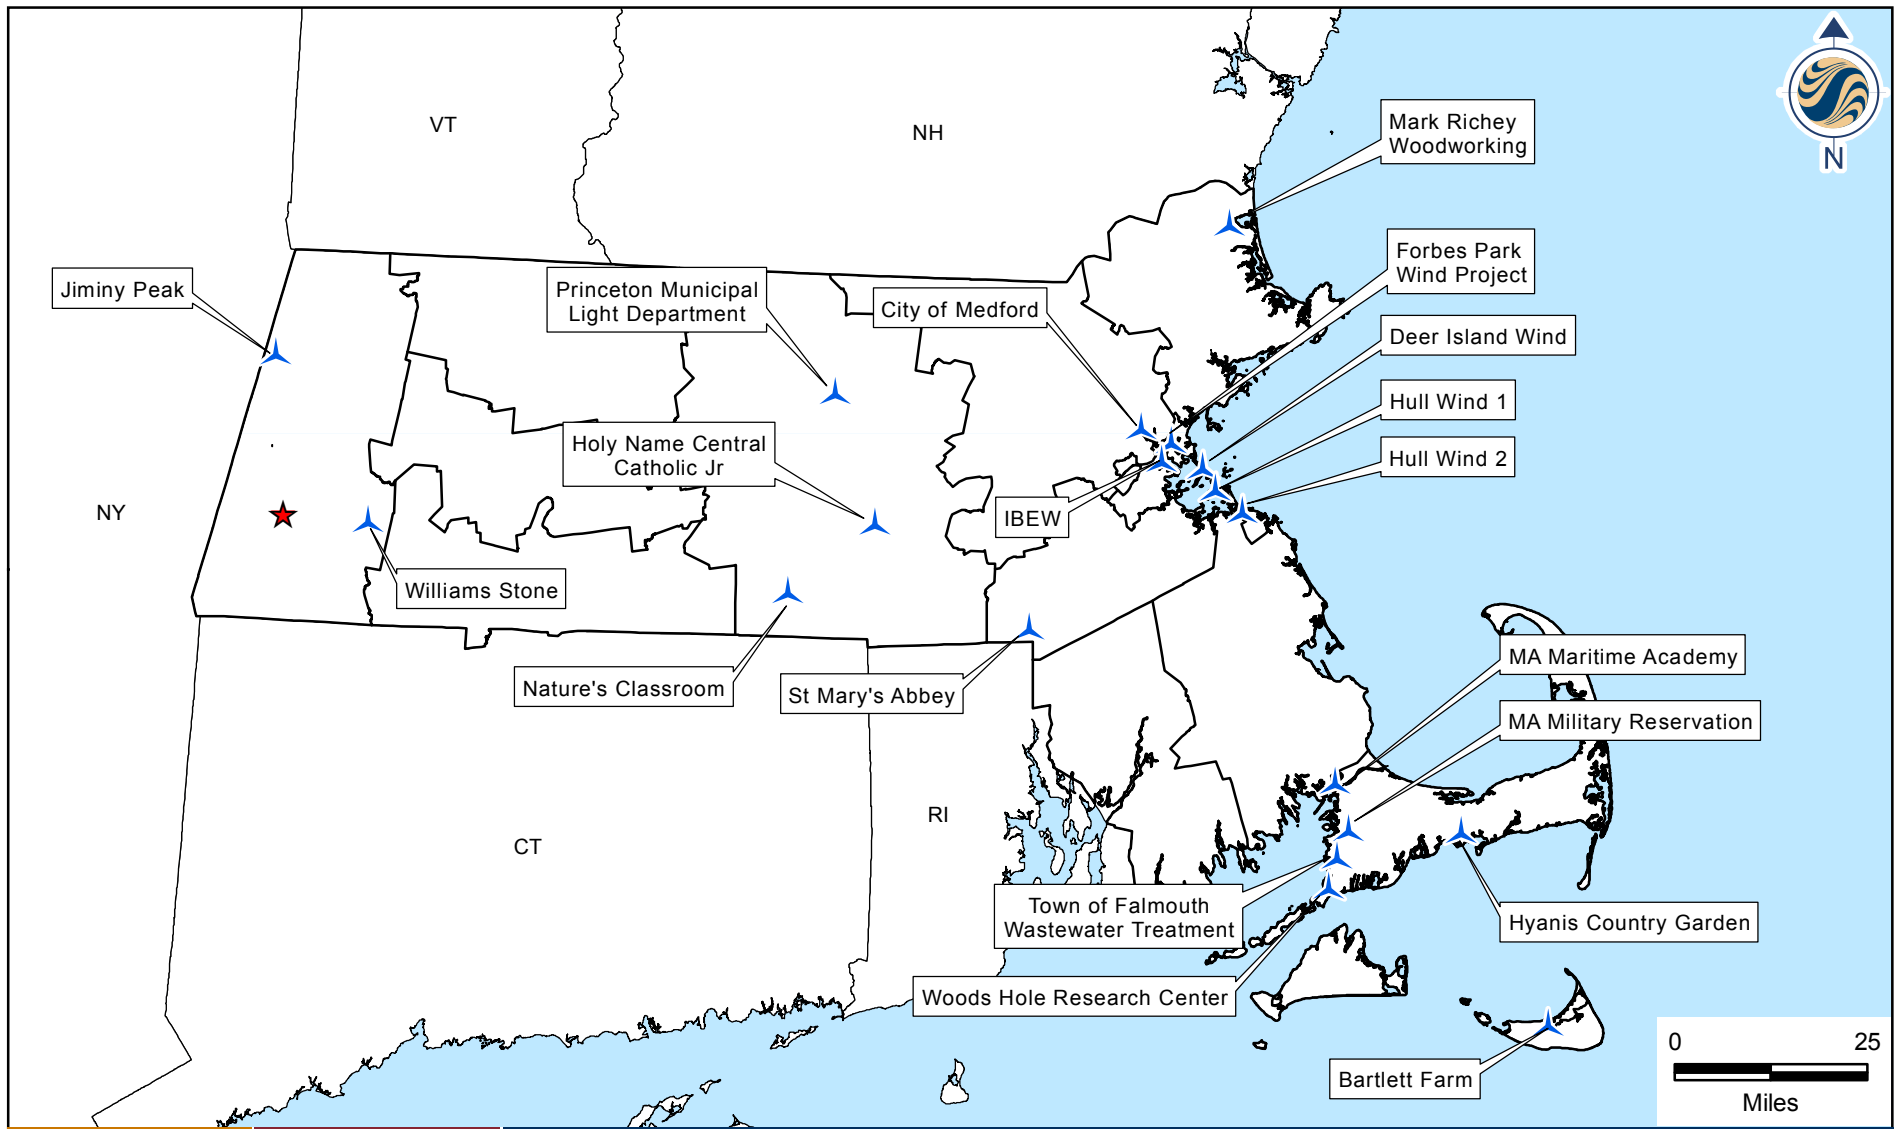 VT
NH
N
Mark Richey
Woodworking
Forbes Park
Wind Project
Jiminy Peak
Princeton Municipal
Light Department
City of Medford
Deer Island Wind
Hull Wind 1
Holy Name Central
Catholic Jr
Hull Wind 2
NY
IBEW
Williams Stone
MA Maritime Academy
Nature's Classroom
St Mary's Abbey
MA Military Reservation
RI
CT
Town of Falmouth
Wastewater Treatment
Hyanis Country Garden
Woods Hole Research Center
Bartlett Farm
0 25
Miles